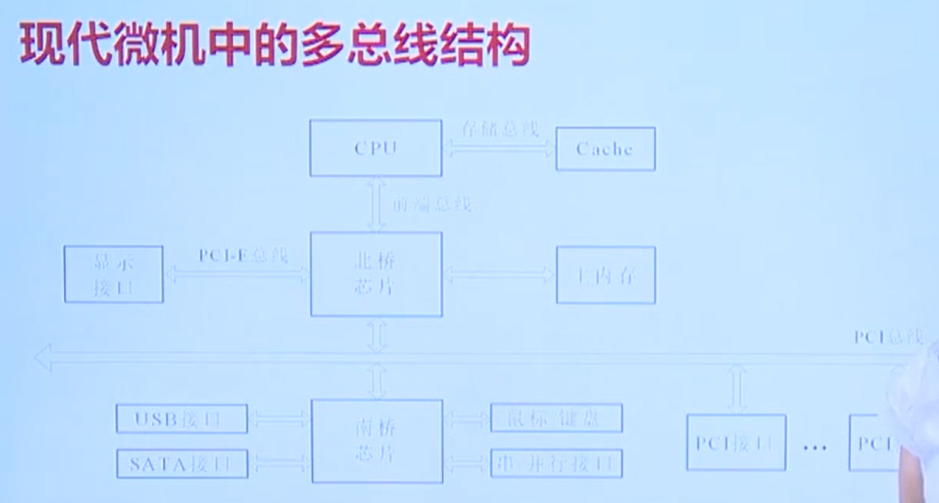 现代微机中的多总线结构
CPU
存储总线
Cache
前端总线
显示
接口
PCI-E总线
北桥
芯片
主内存
PCI总线
USB接口
SATA接口
南桥
芯片
鼠标 键盘
串 并行接口
PCI接口
...
PCI